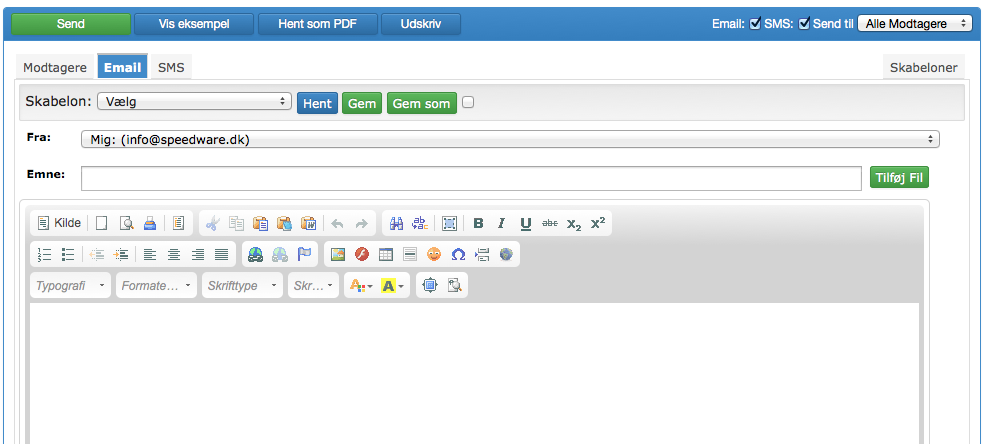 Send Vis eksempel Hent som PDF Udskriv Email: SMS: Send til Alle Modtagere
Modtagere Email SMS Skabeloner
Skabelon: Vælg Hent Gem Gem som
Fra: Mig: (info@speedware.dk)
Emne: Tilføj Fil
Kilde B I U abc x₂ x²
Typografi Formate... Skrifttype Skr... A A